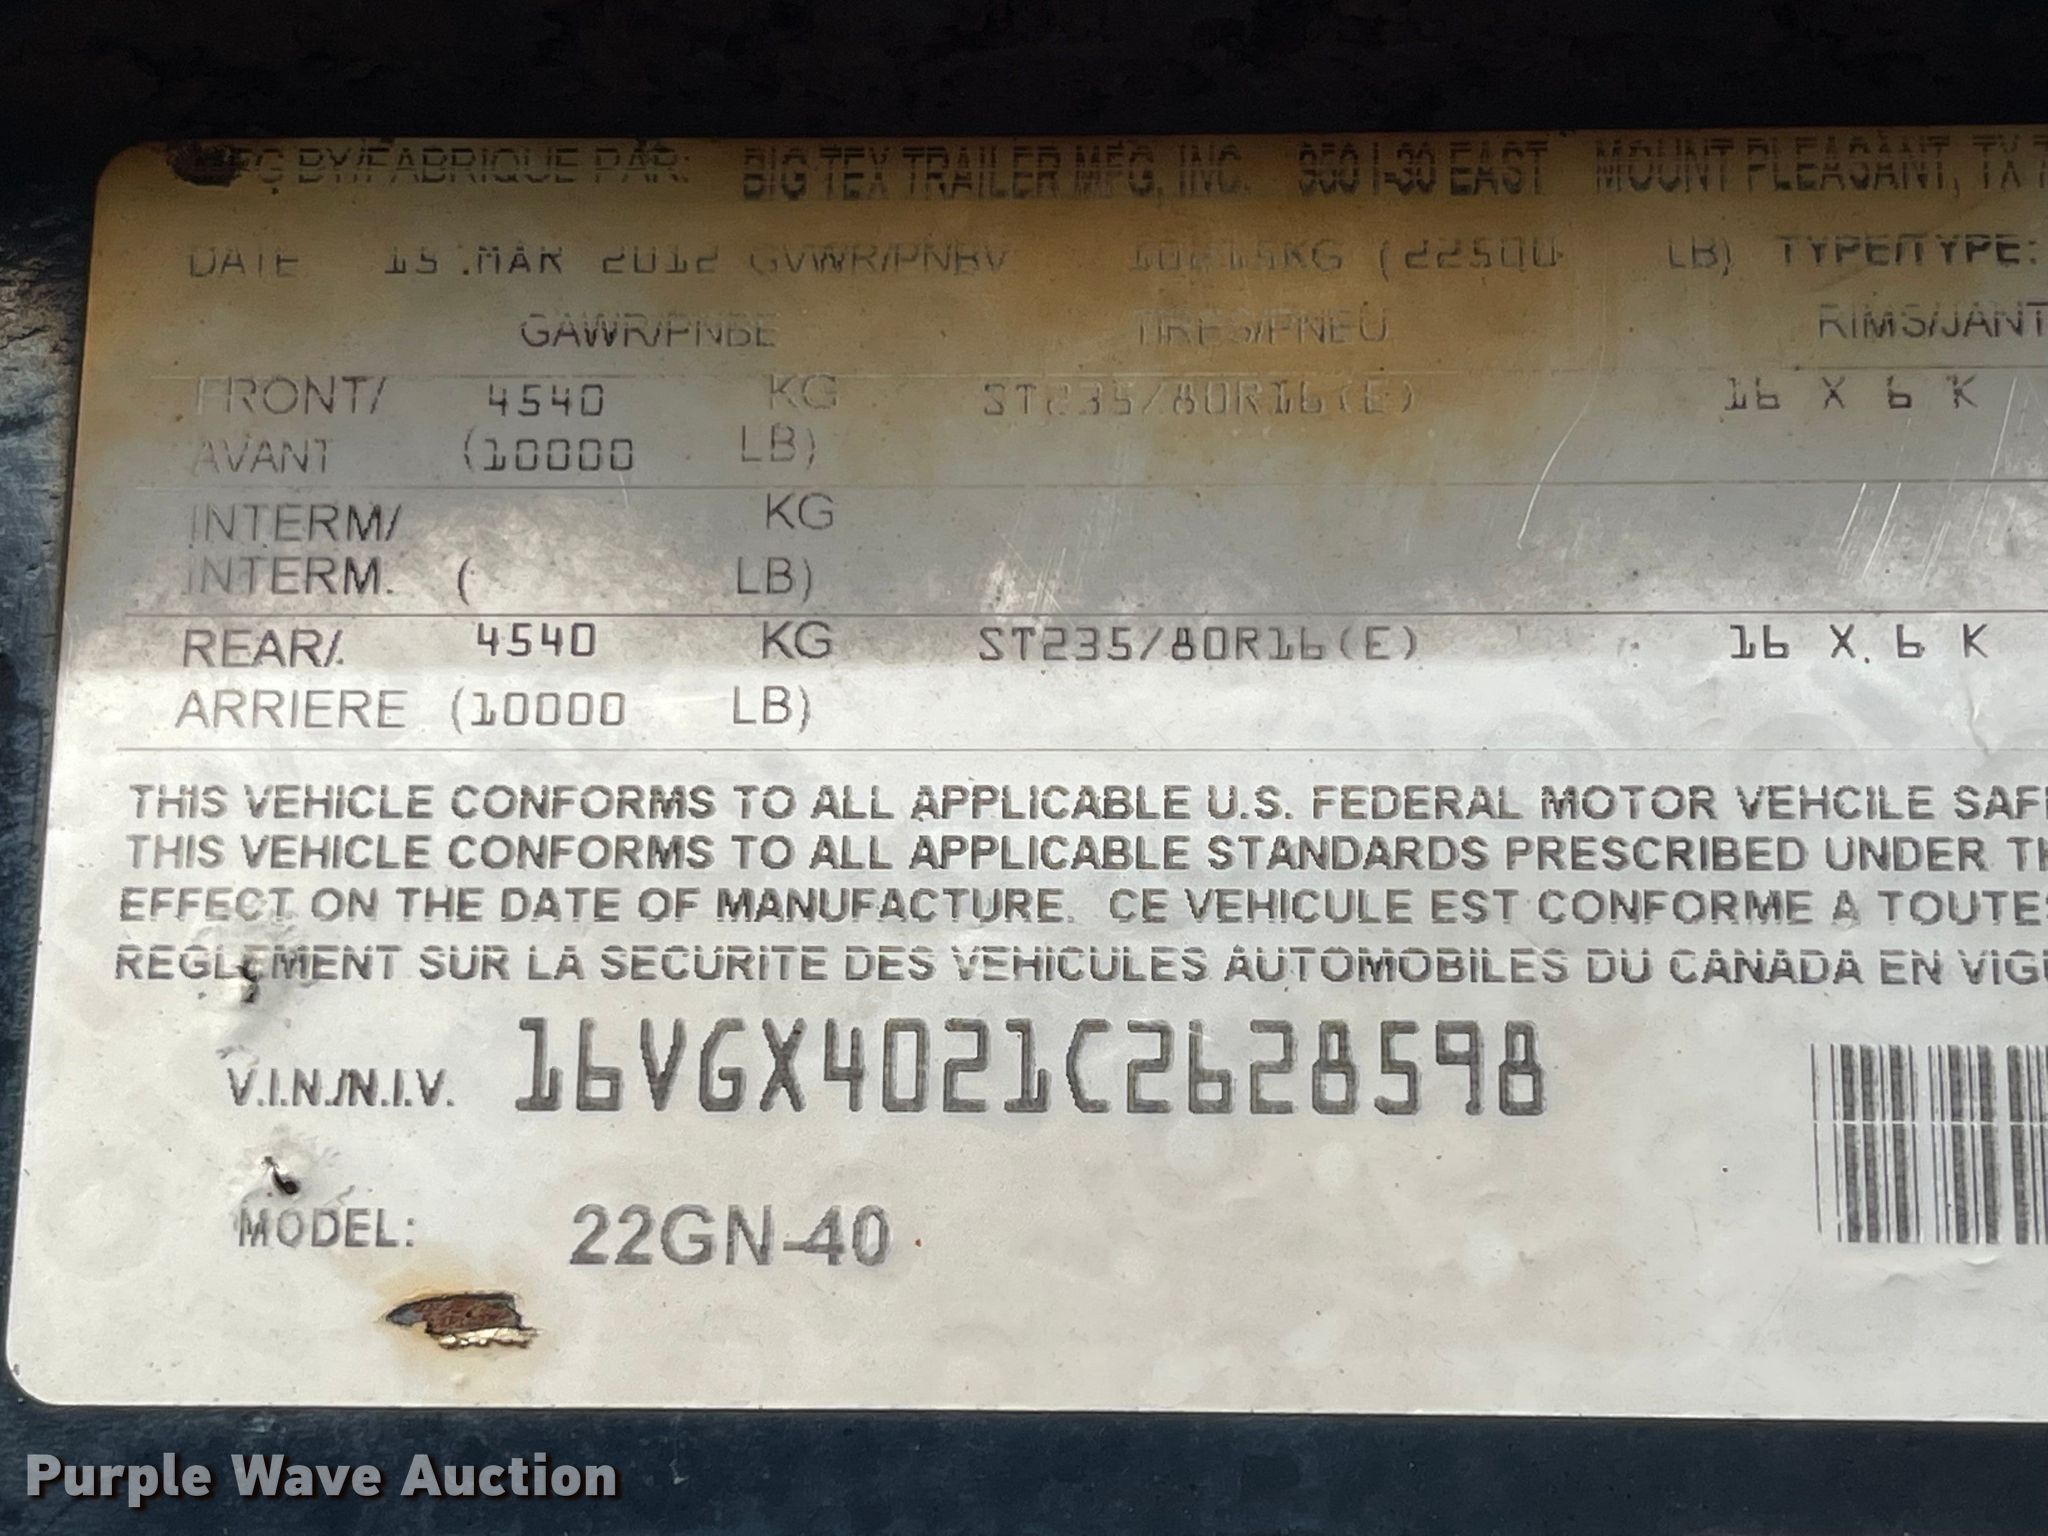 MFG BY/FABRIQUE PAR: BIG TEX TRAILER MFG, INC. 950 I-30 EAST MOUNT PLEASANT, TX
DATE 15 MAR 2012 GVWR/PNBV 10215KG (22500 LB) TYPE/TYPE:
GAWR/PNBE TIRES/PNEU RIMS/JANT
FRONT/ 4540 KG ST235/80R16(E) 16 X 6 K
AVANT (10000 LB)
INTERM/ KG
INTERM. ( LB)
REAR/ 4540 KG ST235/80R16(E) 16 X 6 K
ARRIERE (10000 LB)
THIS VEHICLE CONFORMS TO ALL APPLICABLE U.S. FEDERAL MOTOR VEHCILE SAF
THIS VEHICLE CONFORMS TO ALL APPLICABLE STANDARDS PRESCRIBED UNDER TH
EFFECT ON THE DATE OF MANUFACTURE. CE VEHICULE EST CONFORME A TOUTES
REGLEMENT SUR LA SECURITE DES VEHICULES AUTOMOBILES DU CANADA EN VIGU
V.I.N./N.I.V. 16VGX4021C2628598
MODEL: 22GN-40
Purple Wave Auction